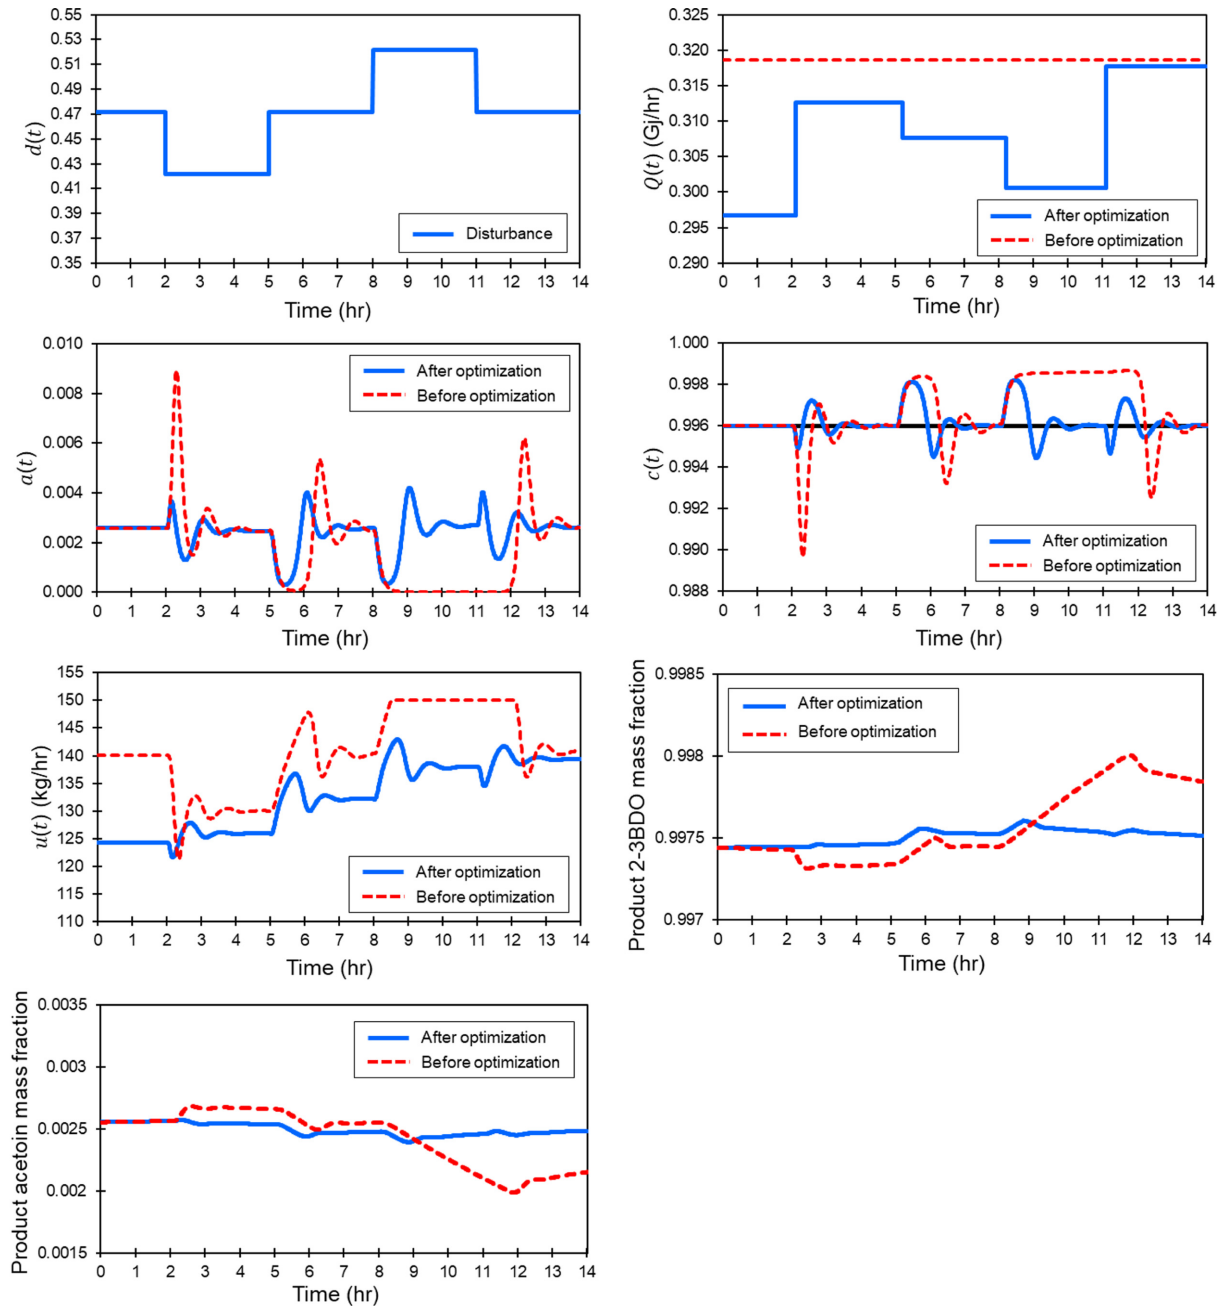 0.55
0.53
0.51
0.49
0.47
0.45
0.43
0.41
0.39
0.37
0.35
d(t)
Disturbance
0 1 2 3 4 5 6 7 8 9 10 11 12 13 14
Time (hr)
0.325
0.320
0.315
0.310
0.305
0.300
0.295
0.290
Q(t) (Gj/hr)
After optimization
Before optimization
0 1 2 3 4 5 6 7 8 9 10 11 12 13 14
Time (hr)
0.010
0.008
0.006
0.004
0.002
0.000
a(t)
After optimization
Before optimization
0 1 2 3 4 5 6 7 8 9 10 11 12 13 14
Time (hr)
1.000
0.998
0.996
0.994
0.992
0.990
0.988
c(t)
After optimization
Before optimization
0 1 2 3 4 5 6 7 8 9 10 11 12 13 14
Time (hr)
155
150
145
140
135
130
125
120
115
110
u(t) (kg/hr)
After optimization
Before optimization
0 1 2 3 4 5 6 7 8 9 10 11 12 13 14
Time (hr)
0.9985
0.998
0.9975
0.997
Product 2-3BDO mass fraction
After optimization
Before optimization
0 1 2 3 4 5 6 7 8 9 10 11 12 13 14
Time (hr)
0.0035
0.003
0.0025
0.002
0.0015
Product acetoin mass fraction
After optimization
Before optimization
0 1 2 3 4 5 6 7 8 9 10 11 12 13 14
Time (hr)